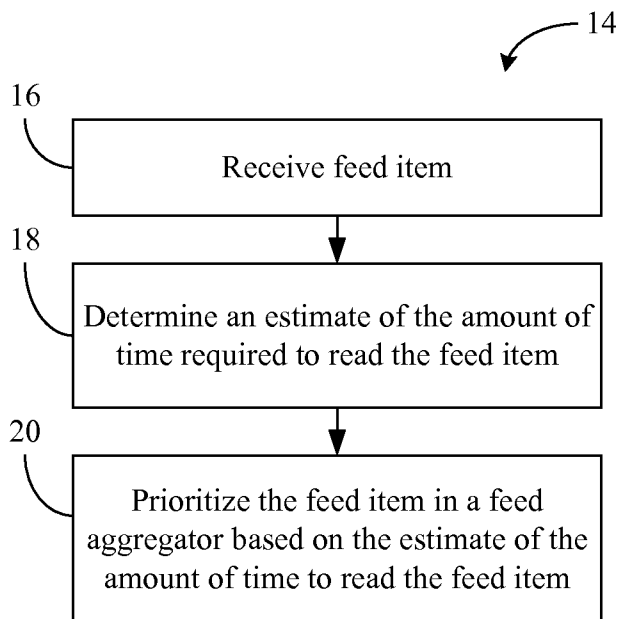 14
16
Receive feed item
18
Determine an estimate of the amount of
time required to read the feed item
20
Prioritize the feed item in a feed
aggregator based on the estimate of the
amount of time to read the feed item